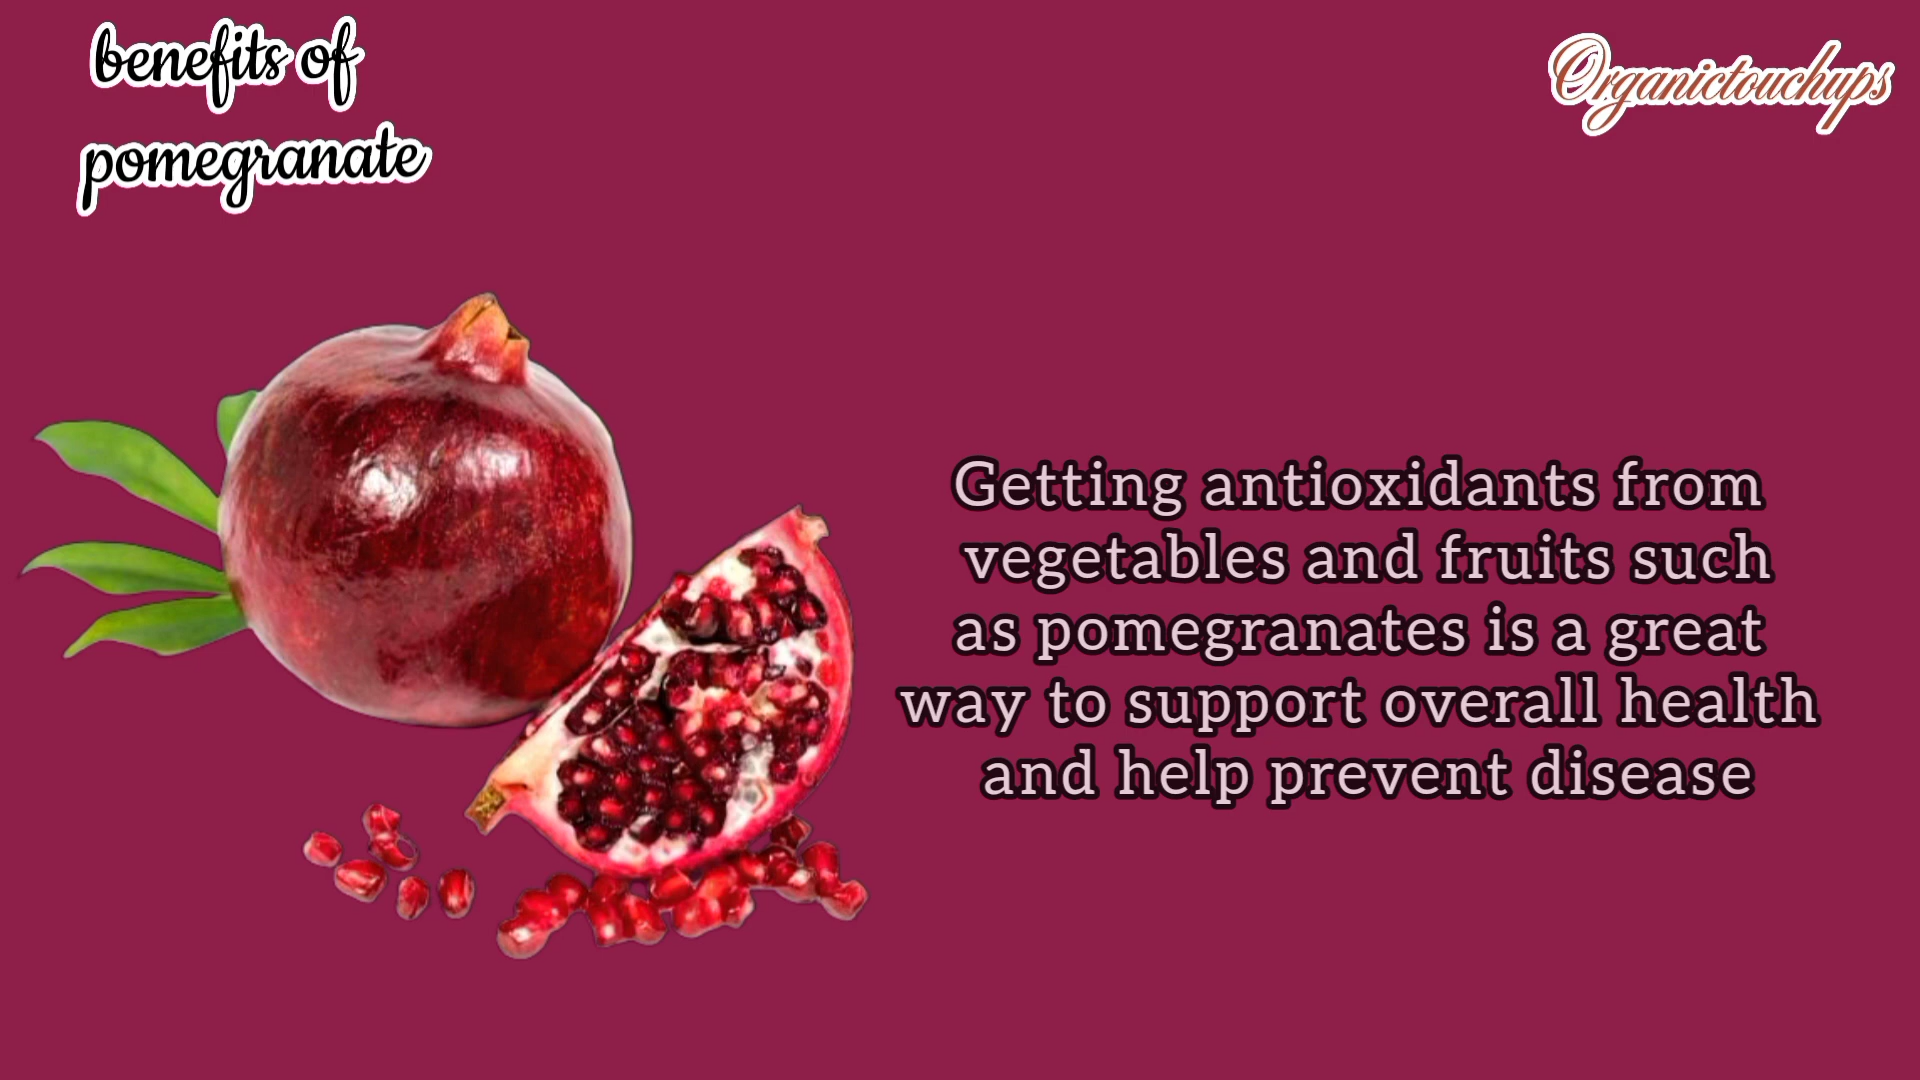 benefits of
pomegranate
Organictouchups
Getting antioxidants from
vegetables and fruits such
as pomegranates is a great
way to support overall health
and help prevent disease